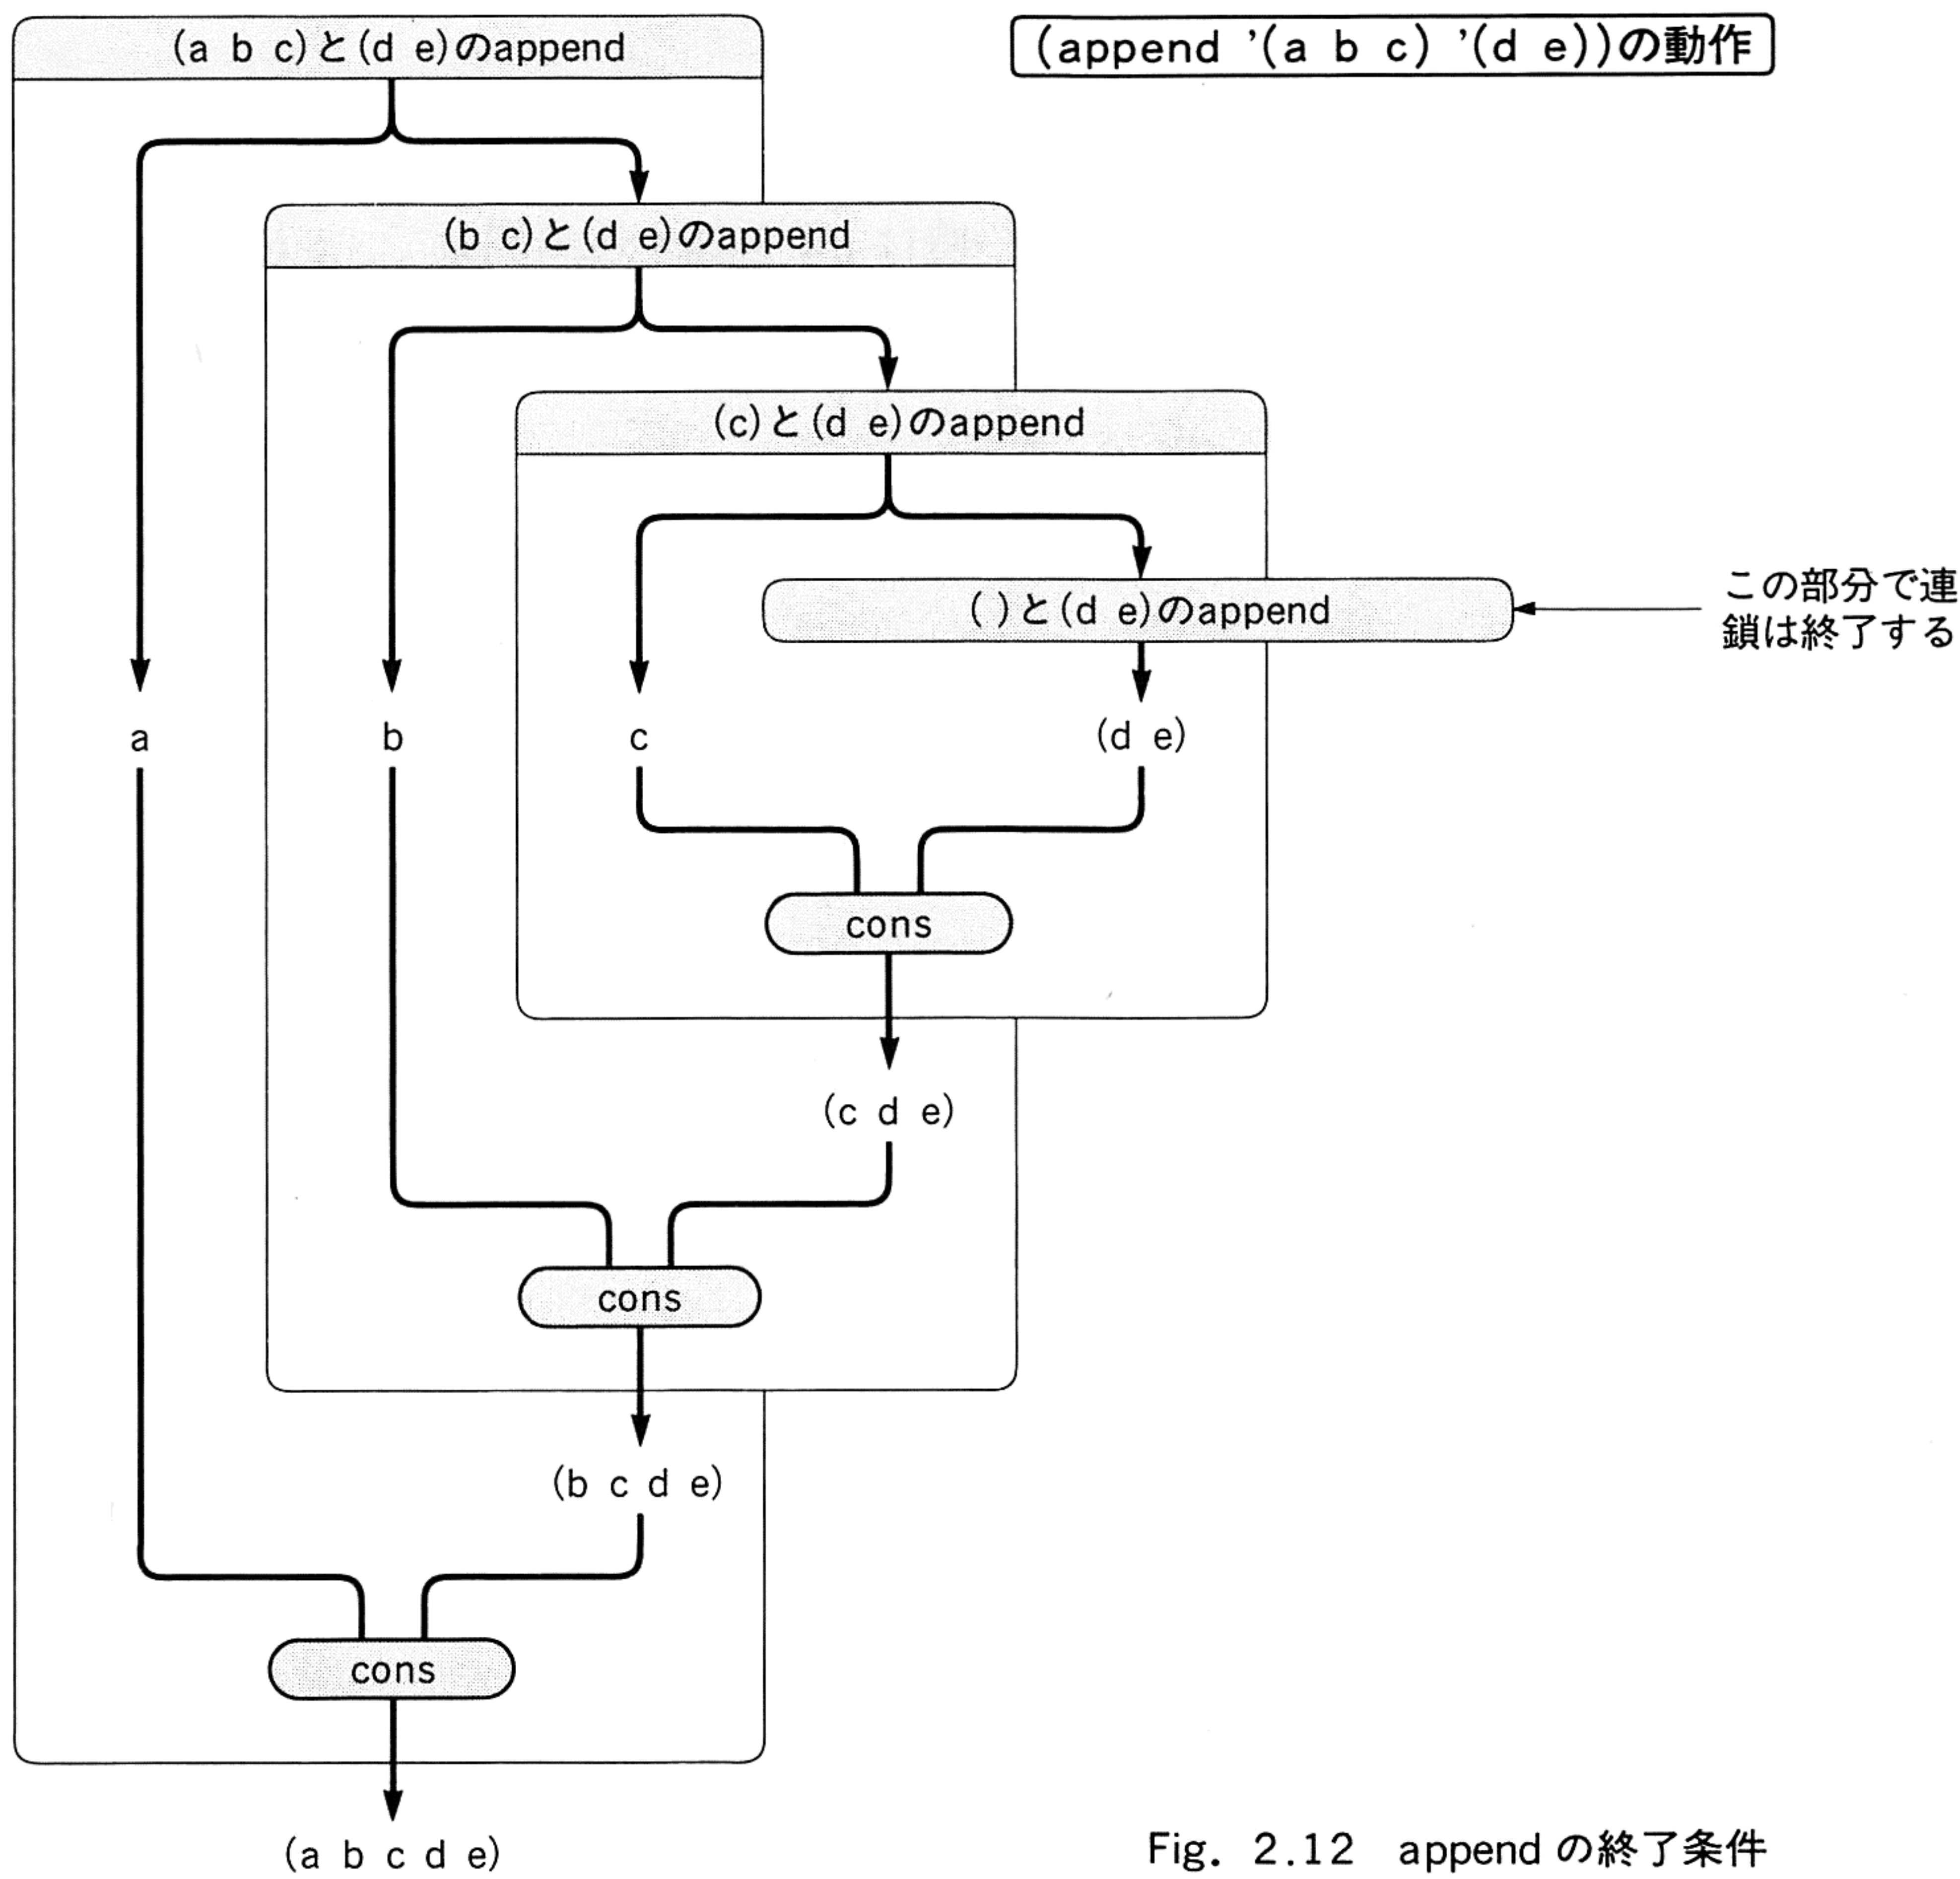 (a b c)と(d e)のappend
(append ’(a b c) ’(d e))の動作
(b c)と(d e)のappend
(c)と(d e)のappend
( )と(d e)のappend
この部分で連
鎖は終了する
a
b
c
(d e)
cons
(c d e)
cons
(b c d e)
cons
(a b c d e)
Fig. 2.12 append の終了条件